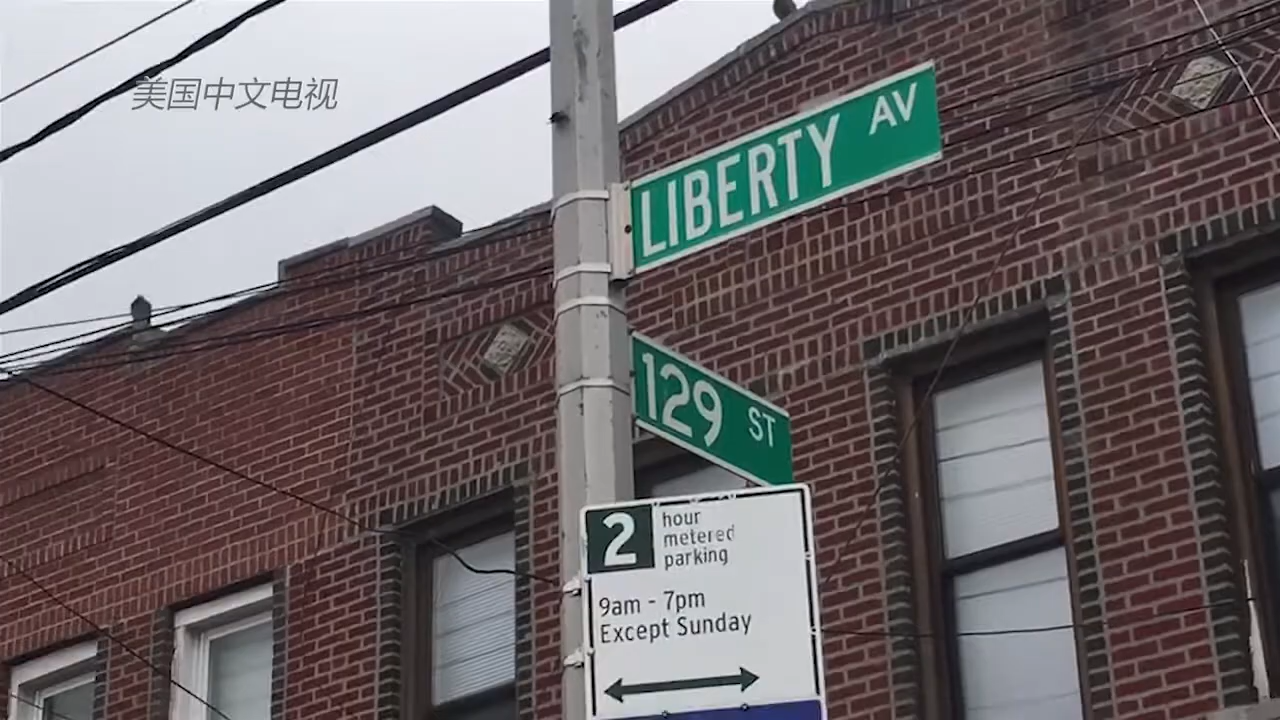 美国中文电视
LIBERTY AV
129 ST
2 hour
metered
parking
9am - 7pm
Except Sunday